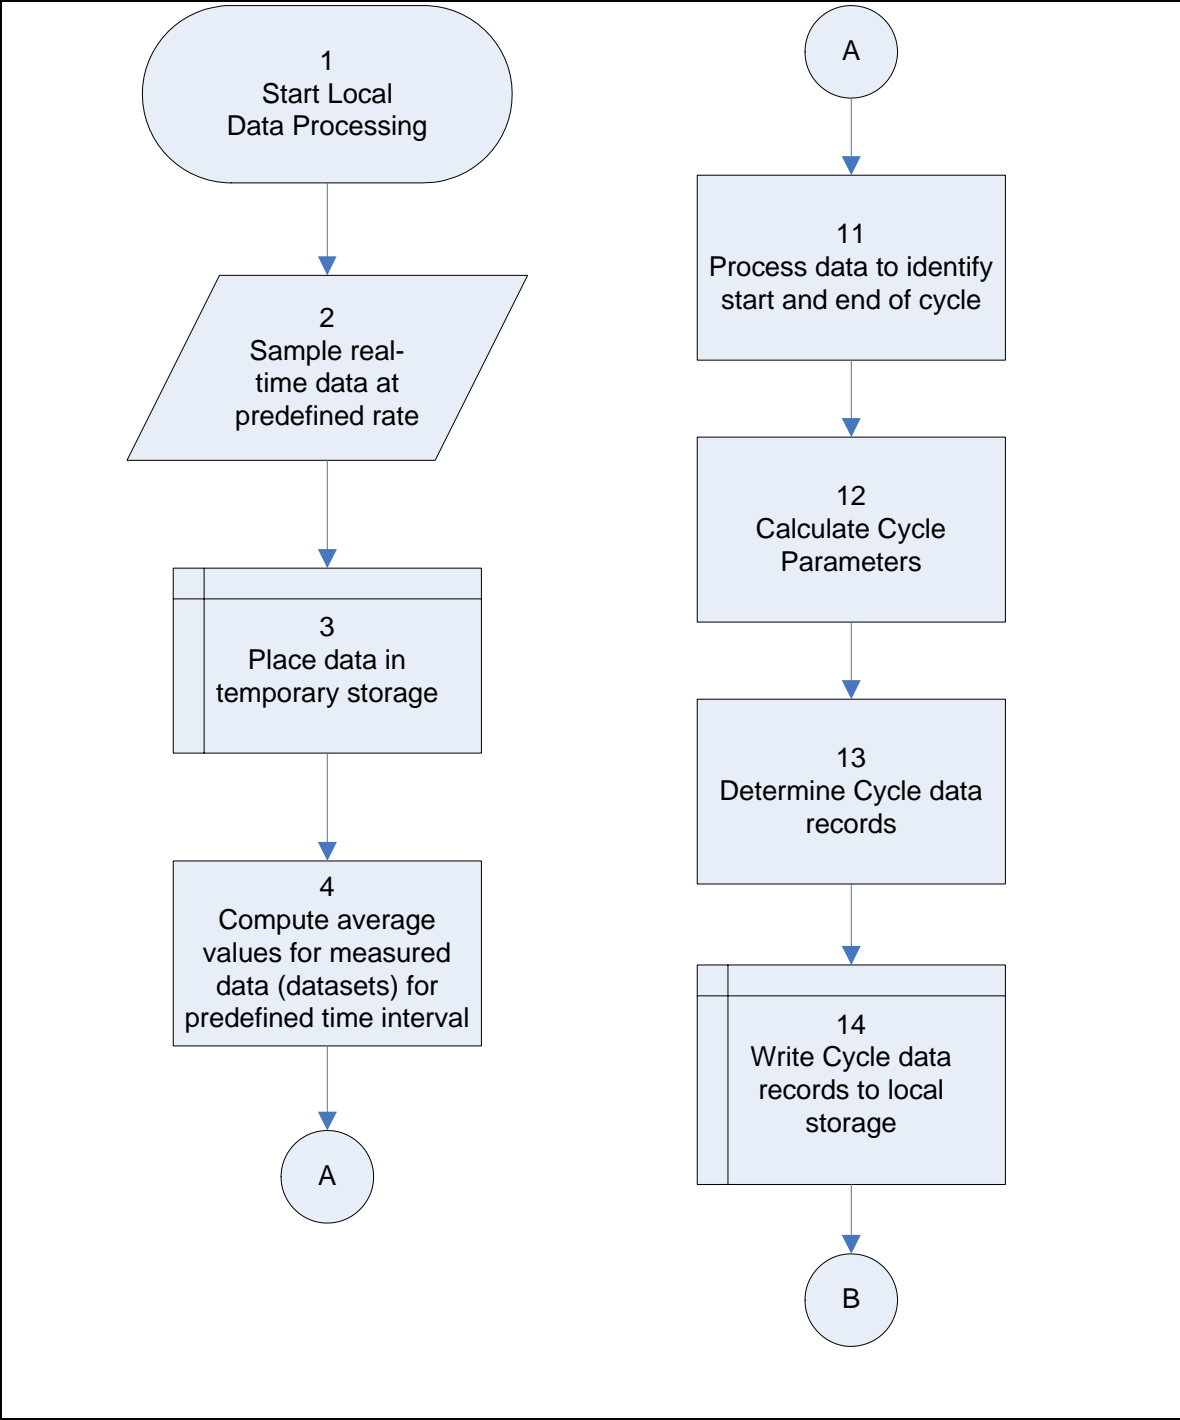 1
Start Local
Data Processing
2
Sample real-
time data at
predefined rate
3
Place data in
temporary storage
4
Compute average
values for measured
data (datasets) for
predefined time interval
A
A
11
Process data to identify
start and end of cycle
12
Calculate Cycle
Parameters
13
Determine Cycle data
records
14
Write Cycle data
records to local
storage
B